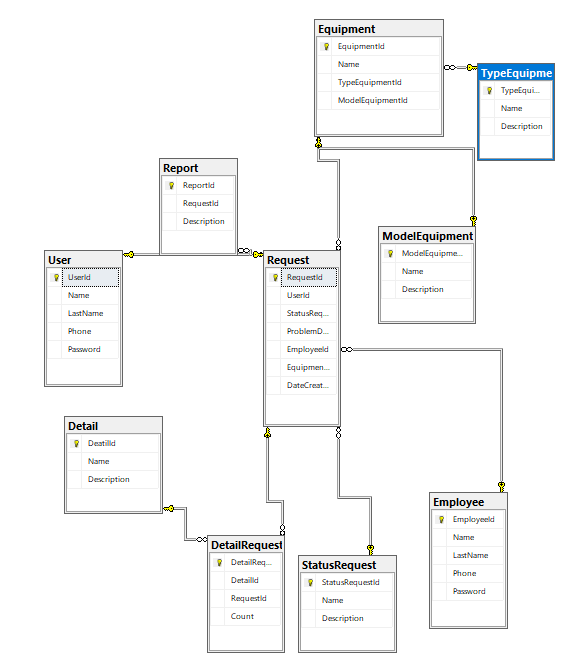 Equipment
EquipmentId
Name
TypeEquipmentId
ModelEquipmentId
TypeEquipme
TypeEqui...
Name
Description
Report
ReportId
RequestId
Description
ModelEquipment
ModelEquipme...
Name
Description
User
UserId
Name
LastName
Phone
Password
Request
RequestId
UserId
StatusReq...
ProblemD...
EmployeeId
Equipmen...
DateCreat...
Detail
DeatilId
Name
Description
Employee
EmployeeId
Name
LastName
Phone
Password
DetailRequest
DetailReq...
DetailId
RequestId
Count
StatusRequest
StatusRequestId
Name
Description